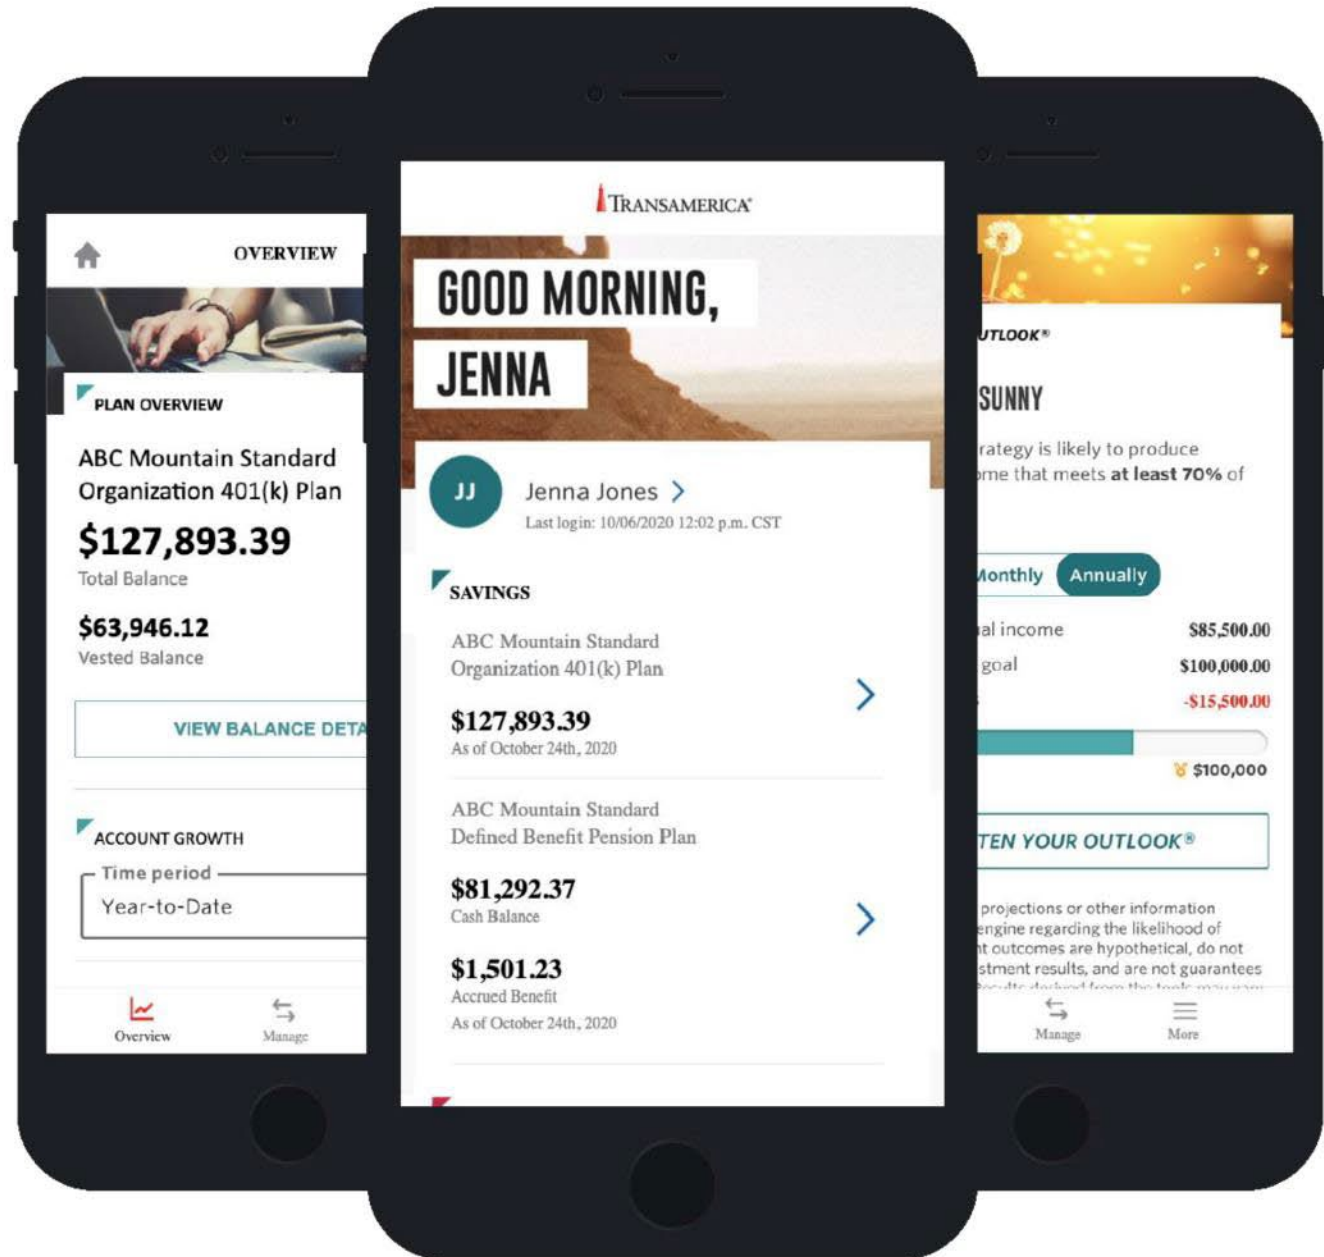 OVERVIEW
PLAN OVERVIEW
ABC Mountain Standard
Organization 401(k) Plan
$127,893.39
Total Balance
$63,946.12
Vested Balance
VIEW BALANCE DETA
ACCOUNT GROWTH
Time period
Year-to-Date
Overview
Manage
TRANSAMERICA®
GOOD MORNING,
JENNA
JJ
Jenna Jones
Last login: 10/06/2020 12:02 p.m. CST
SAVINGS
ABC Mountain Standard
Organization 401(k) Plan
$127,893.39
As of October 24th, 2020
ABC Mountain Standard
Defined Benefit Pension Plan
$81,292.37
Cash Balance
$1,501.23
Accrued Benefit
As of October 24th, 2020
UTLOOK®
SUNNY
rategy is likely to produce
ome that meets at least 70% of
Monthly Annually
al income $85,500.00
goal $100,000.00
-$15,500.00
$100,000
TEN YOUR OUTLOOK®
projections or other information
engine regarding the likelihood of
nt outcomes are hypothetical, do not
stment results, and are not guarantees
Manage
More